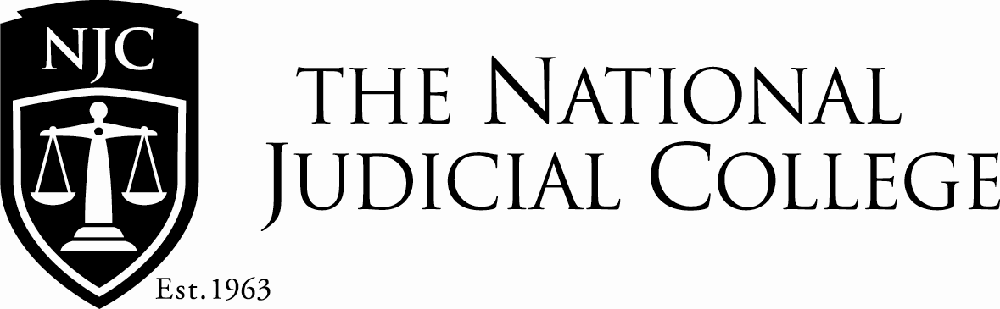 NJC
THE NATIONAL
JUDICIAL COLLEGE
Est.1963